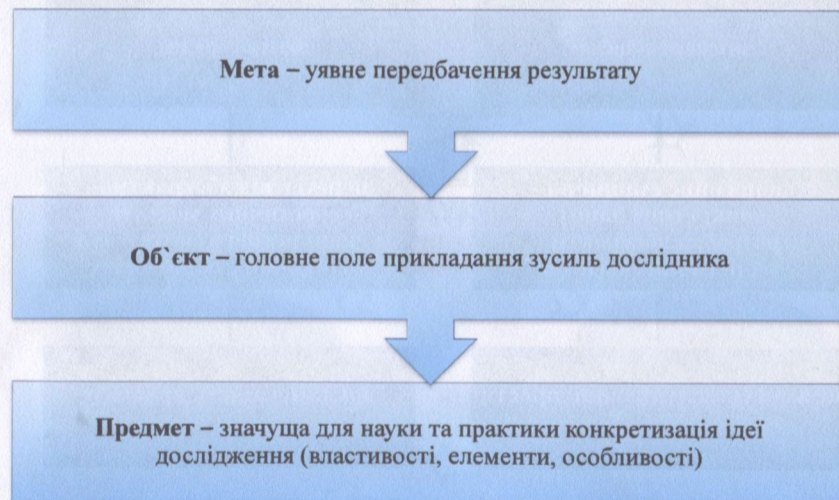 Мета – уявне передбачення результату
Об`єкт – головне поле прикладання зусиль дослідника
Предмет – значуща для науки та практики конкретизація ідеї
дослідження (властивості, елементи, особливості)